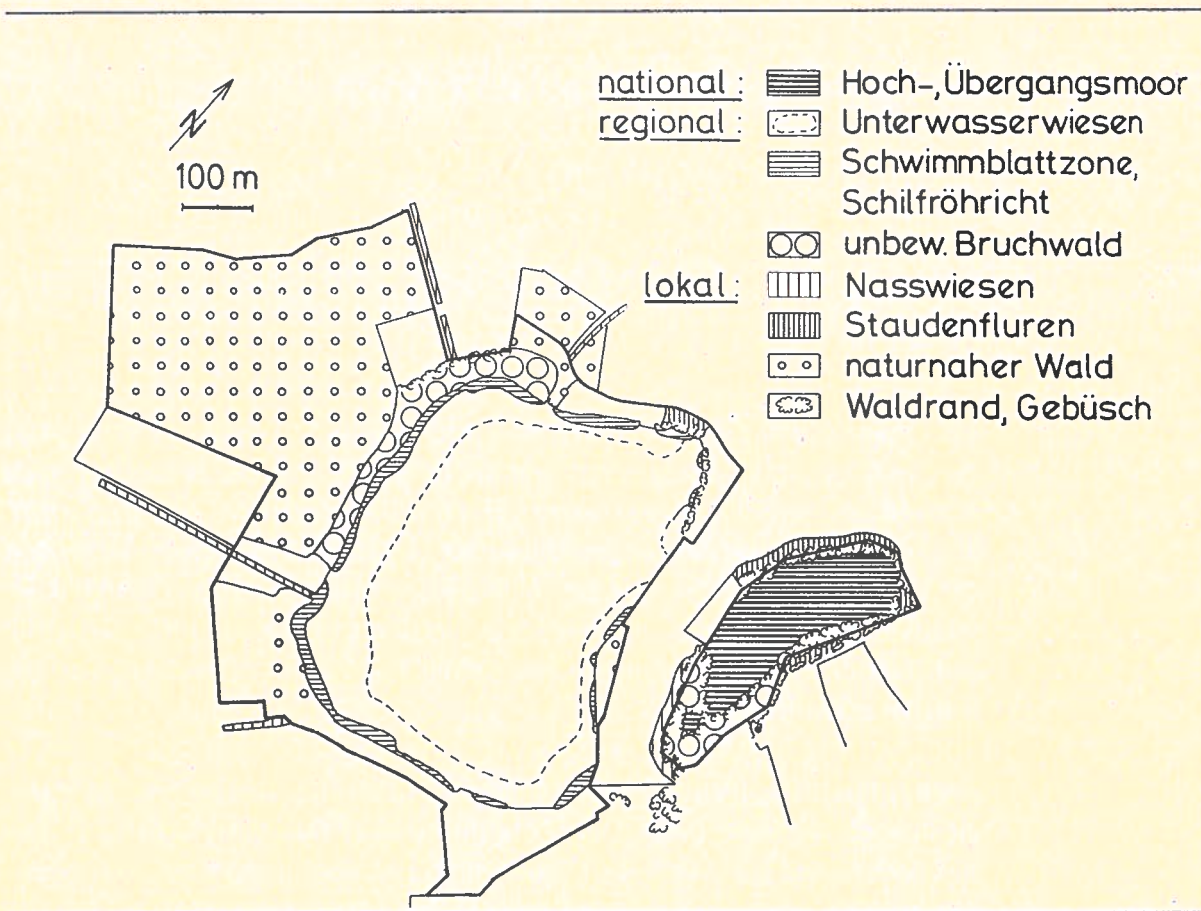 N
100 m
national: Hoch-, Übergangsmoor
regional: Unterwasserwiesen
Schwimmblattzone,
Schilfröhricht
unbew. Bruchwald
lokal: Nasswiesen
Staudenfluren
naturnaher Wald
Waldrand, Gebüsch